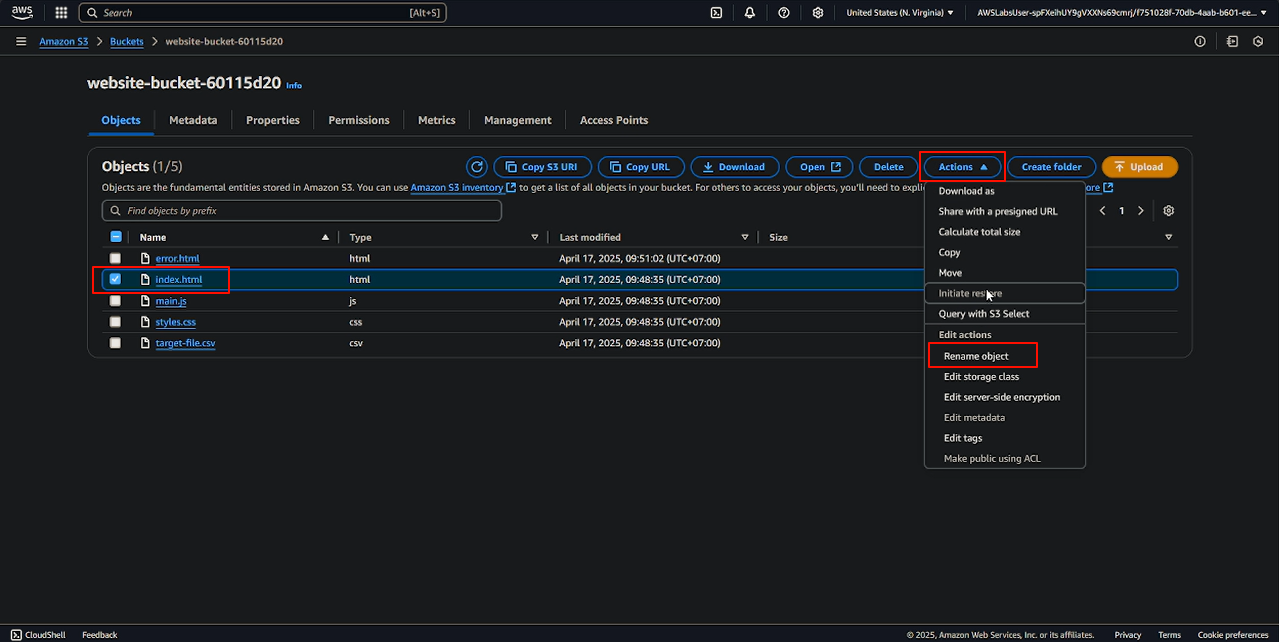 aws Search [Alt+S] United States (N. Virginia) AWSLabsUser-spFXeihUY9gVXXNs69cmrj/f751028f-70db-4aab-b601-ee...
Amazon S3 > Buckets > website-bucket-60115d20
website-bucket-60115d20 Info
Objects Metadata Properties Permissions Metrics Management Access Points
Objects (1/5) Copy S3 URI Copy URL Download Open Delete Actions Create folder Upload
Objects are the fundamental entities stored in Amazon S3. You can use Amazon S3 inventory to get a list of all objects in your bucket. For others to access your objects, you'll need to expli ore
Find objects by prefix 1
Name Type Last modified Size
error.html html April 17, 2025, 09:51:02 (UTC+07:00)
index.html html April 17, 2025, 09:48:35 (UTC+07:00)
main.js js April 17, 2025, 09:48:35 (UTC+07:00)
styles.css css April 17, 2025, 09:48:35 (UTC+07:00)
target-file.csv csv April 17, 2025, 09:48:35 (UTC+07:00)
Download as
Share with a presigned URL
Calculate total size
Copy
Move
Initiate restore
Query with S3 Select
Edit actions
Rename object
Edit storage class
Edit server-side encryption
Edit metadata
Edit tags
Make public using ACL
CloudShell Feedback © 2025, Amazon Web Services, Inc. or its affiliates. Privacy Terms Cookie preferences